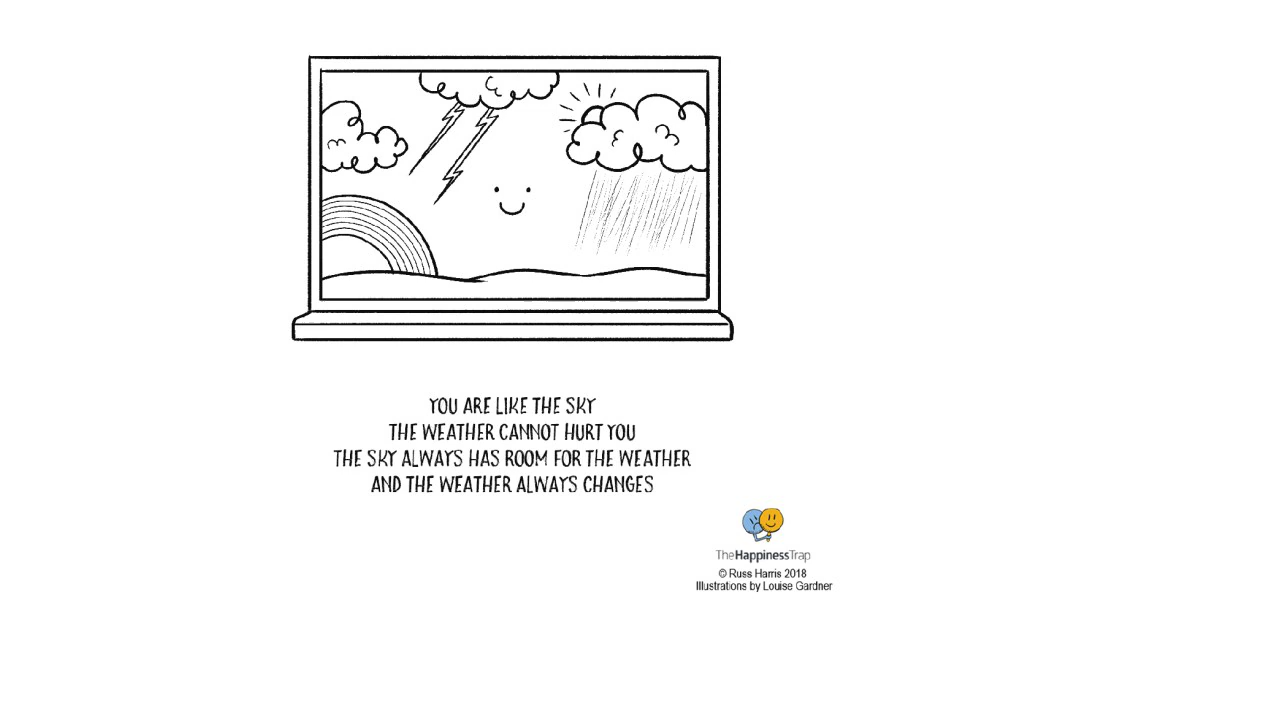 YOU ARE LIKE THE SKY
THE WEATHER CANNOT HURT YOU
THE SKY ALWAYS HAS ROOM FOR THE WEATHER
AND THE WEATHER ALWAYS CHANGES
TheHappinessTrap
© Russ Harris 2018
Illustrations by Louise Gardner